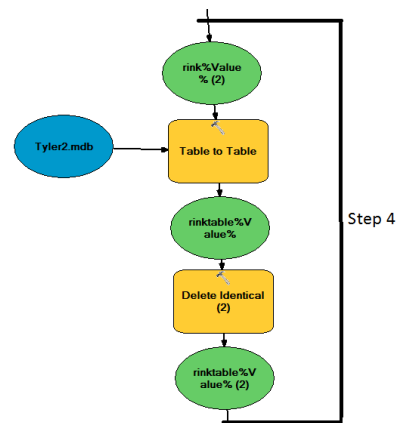 rink%Value
% (2)
Tyler2.mdb
Table to Table
rinktable%V
alue%
Step 4
Delete Identical
(2)
rinktable%V
alue% (2)